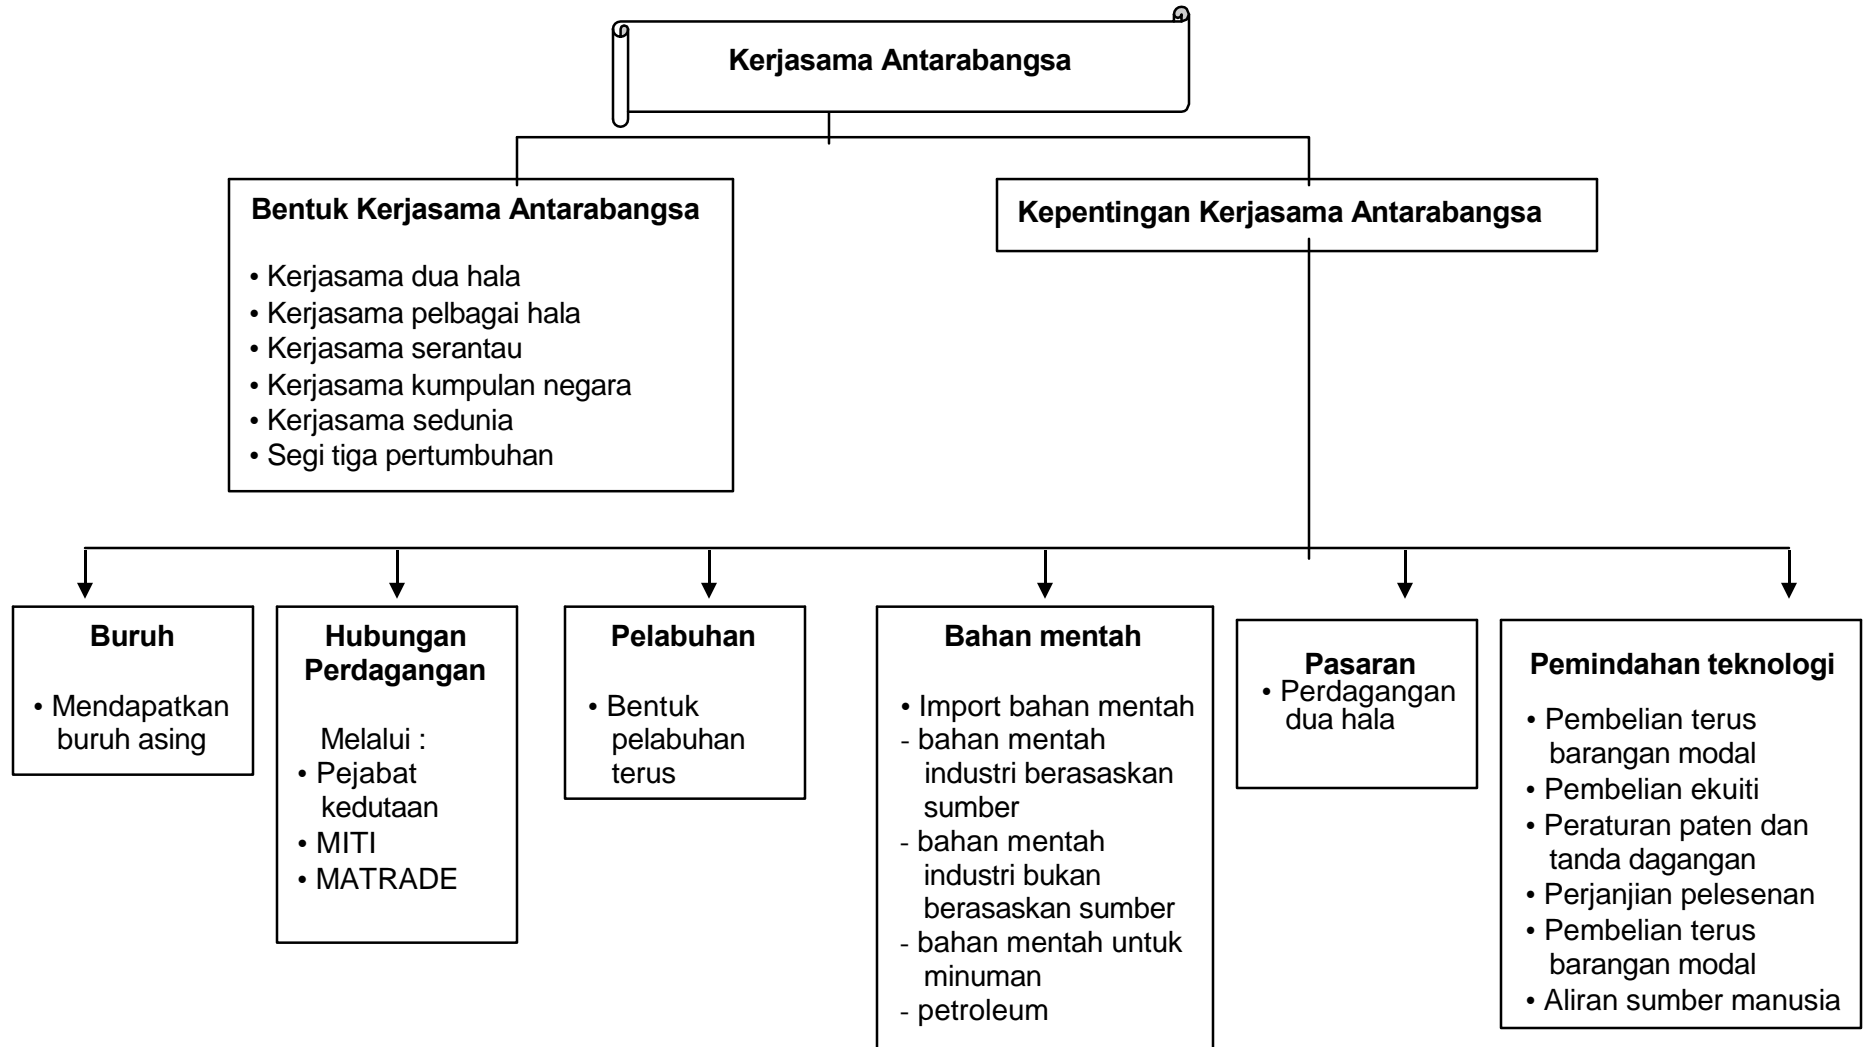 Kerjasama Antarabangsa
Bentuk Kerjasama Antarabangsa
• Kerjasama dua hala
• Kerjasama pelbagai hala
• Kerjasama serantau
• Kerjasama kumpulan negara
• Kerjasama sedunia
• Segi tiga pertumbuhan
Kepentingan Kerjasama Antarabangsa
Buruh
• Mendapatkan
buruh asing
Hubungan
Perdagangan
Melalui :
• Pejabat
kedutaan
• MITI
• MATRADE
Pelabuhan
• Bentuk
pelabuhan
terus
Bahan mentah
• Import bahan mentah
- bahan mentah
industri berasaskan
sumber
- bahan mentah
industri bukan
berasaskan sumber
- bahan mentah untuk
minuman
- petroleum
Pasaran
• Perdagangan
dua hala
Pemindahan teknologi
• Pembelian terus
barangan modal
• Pembelian ekuiti
• Peraturan paten dan
tanda dagangan
• Perjanjian pelesenan
• Pembelian terus
barangan modal
• Aliran sumber manusia